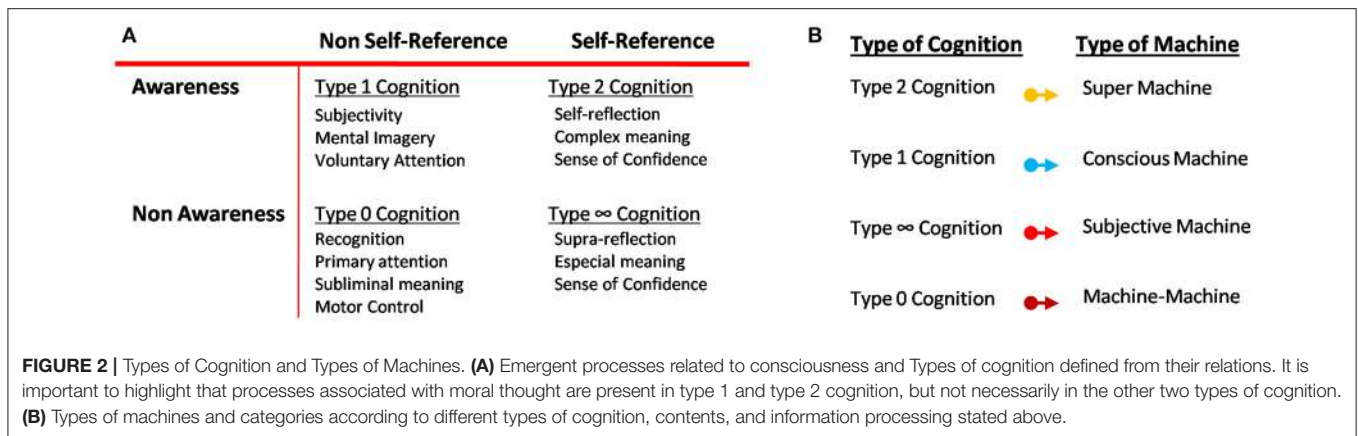 A
Non Self-Reference
Self-Reference
Awareness
Type 1 Cognition
Subjectivity
Mental Imagery
Voluntary Attention
Type 2 Cognition
Self-reflection
Complex meaning
Sense of Confidence
Non Awareness
Type 0 Cognition
Recognition
Primary attention
Subliminal meaning
Motor Control
Type ∞ Cognition
Supra-reflection
Especial meaning
Sense of Confidence
B
Type of Cognition
Type of Machine
Type 2 Cognition
Super Machine
Type 1 Cognition
Conscious Machine
Type ∞ Cognition
Subjective Machine
Type 0 Cognition
Machine-Machine
FIGURE 2 | Types of Cognition and Types of Machines. (A) Emergent processes related to consciousness and Types of cognition defined from their relations. It is
important to highlight that processes associated with moral thought are present in type 1 and type 2 cognition, but not necessarily in the other two types of cognition.
(B) Types of machines and categories according to different types of cognition, contents, and information processing stated above.